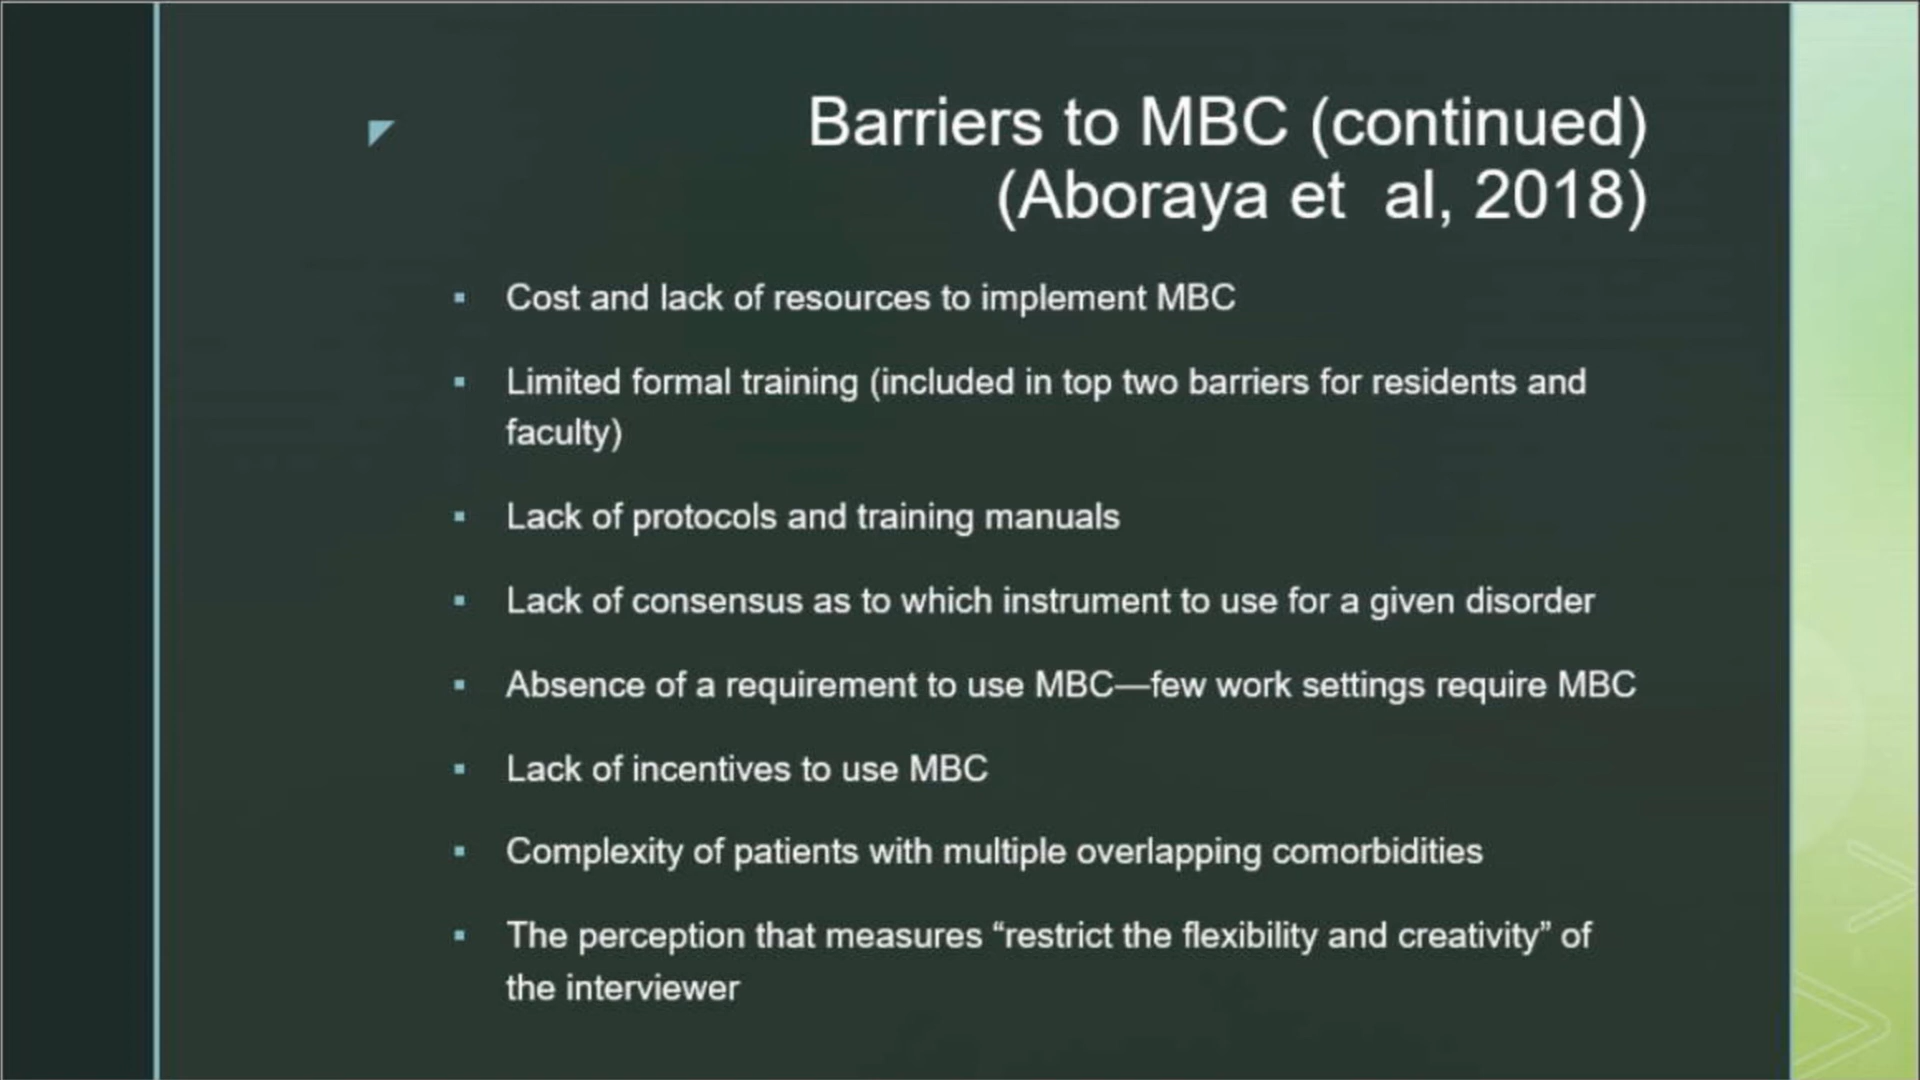 Barriers to MBC (continued)
(Aboraya et  al, 2018)
Cost and lack of resources to implement MBC
Limited formal training (included in top two barriers for residents and
faculty)
Lack of protocols and training manuals
Lack of consensus as to which instrument to use for a given disorder
Absence of a requirement to use MBC—few work settings require MBC
Lack of incentives to use MBC
Complexity of patients with multiple overlapping comorbidities
The perception that measures “restrict the flexibility and creativity” of
the interviewer